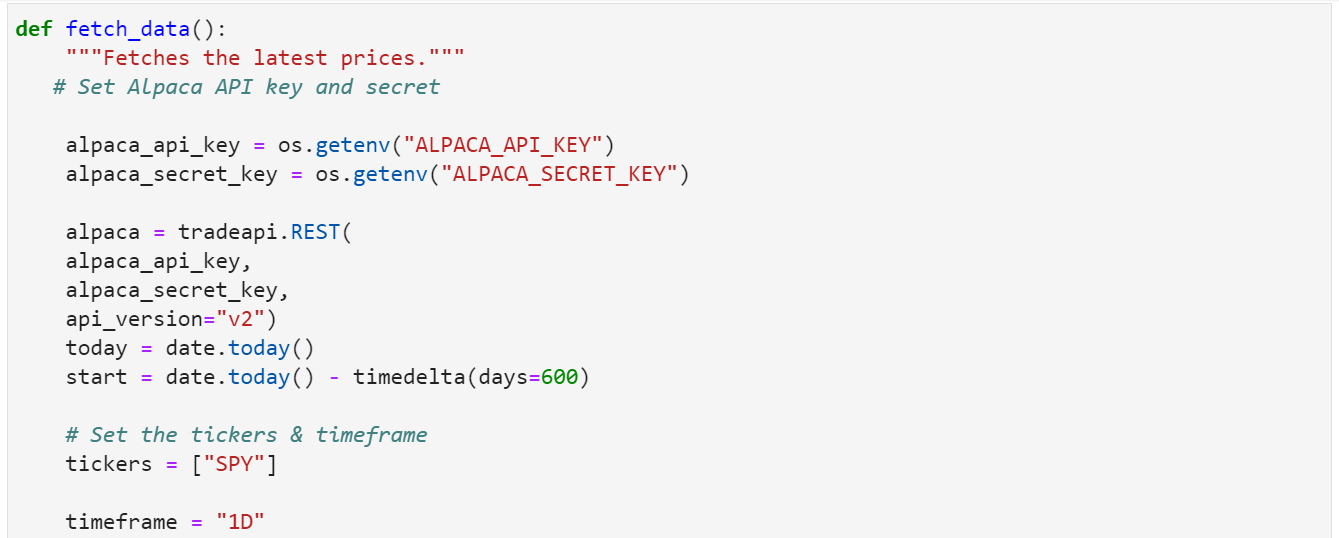 def fetch_data():
    """Fetches the latest prices."""
   # Set Alpaca API key and secret
    alpaca_api_key = os.getenv("ALPACA_API_KEY")
    alpaca_secret_key = os.getenv("ALPACA_SECRET_KEY")
    alpaca = tradeapi.REST(
    alpaca_api_key,
    alpaca_secret_key,
    api_version="v2")
    today = date.today()
    start = date.today() - timedelta(days=600)
    # Set the tickers & timeframe
    tickers = ["SPY"]
    timeframe = "1D"